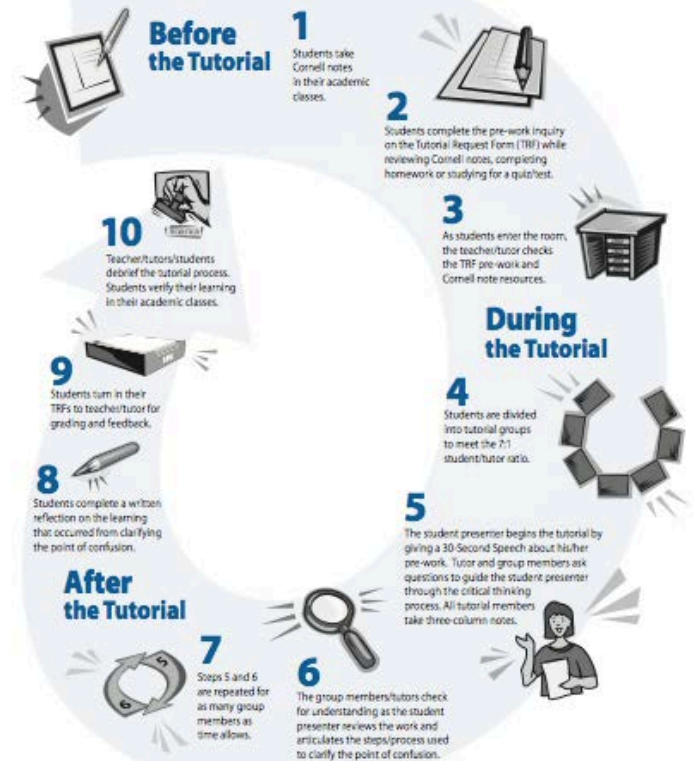 Before
the Tutorial
1
Students take
Cornell notes
in their academic
classes.
2
Students complete the pre-work inquiry
on the Tutorial Request Form (TRF) while
reviewing Cornell notes, completing
homework or studying for a quiz/test.
3
As students enter the room,
the teacher/tutor checks
the TRF pre-work and
Cornell note resources.
During
the Tutorial
4
Students are divided
into tutorial groups
to meet the 7:1
student/tutor ratio.
5
The student presenter begins the tutorial by
giving a 30-Second Speech about his/her
pre-work. Tutor and group members ask
questions to guide the student presenter
through the critical thinking
process. All tutorial members
take three-column notes.
6
The group members/tutors check
for understanding as the student
presenter reviews the work and
articulates the steps/process used
to clarify the point of confusion.
7
Steps 5 and 6
are repeated for
as many group
members as
time allows.
5
6
After
the Tutorial
8
Students complete a written
reflection on the learning
that occurred from clarifying
the point of confusion.
9
Students turn in their
TRFs to teacher/tutor for
grading and feedback.
10
Teacher/tutors/students
debrief the tutorial process.
Students verify their learning
in their academic classes.